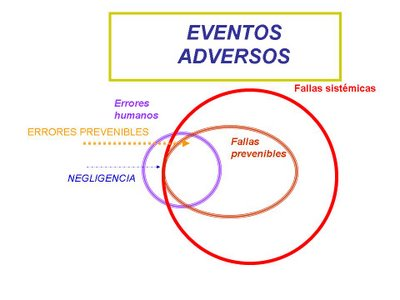 EVENTOS
ADVERSOS
Fallas sistémicas
Errores
humanos
ERRORES PREVENIBLES
Fallas
prevenibles
NEGLIGENCIA